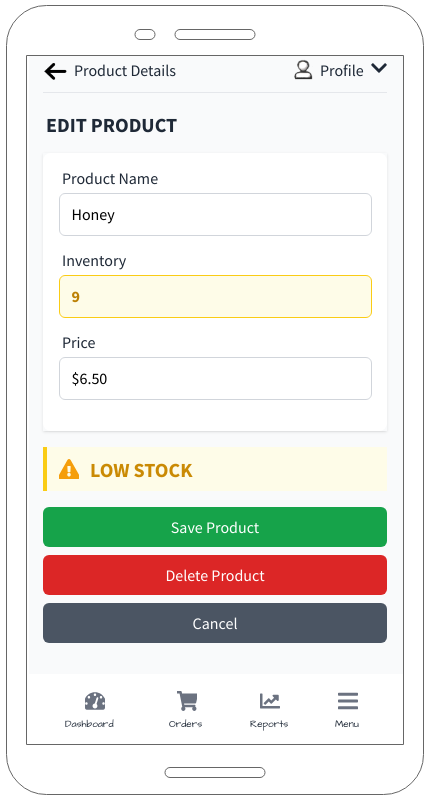 Product Details Profile
EDIT PRODUCT
Product Name
Honey
Inventory
9
Price
$6.50
LOW STOCK
Save Product
Delete Product
Cancel
Dashboard Orders Reports Menu